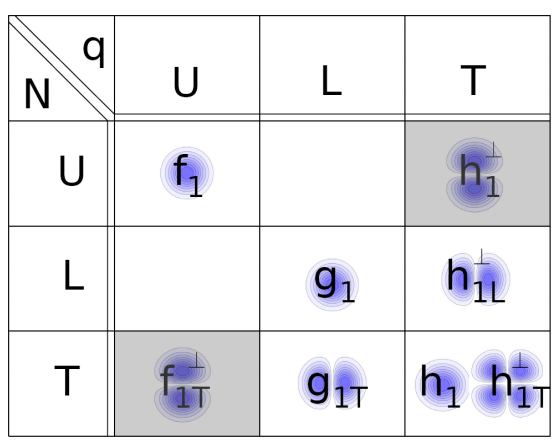 q
N
U L T
U f₁ h₁^⊥
L g₁ h₁L^⊥
T f₁T^⊥ g₁T h₁ h₁T^⊥